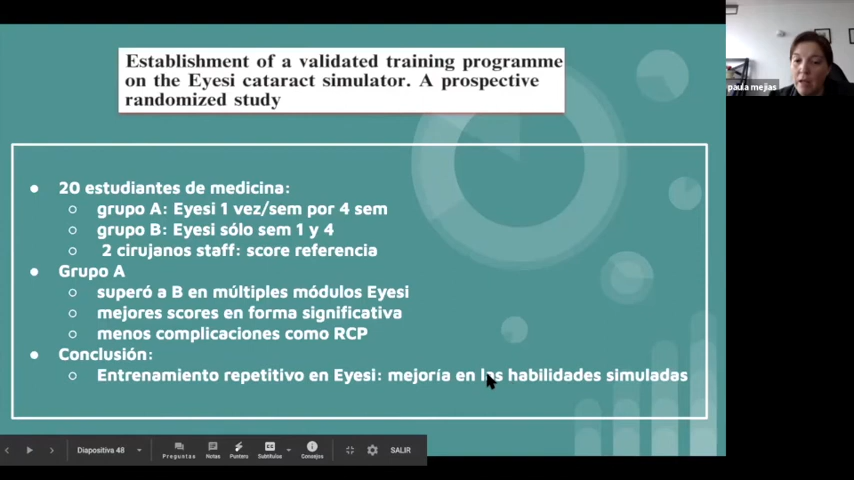 Establishment of a validated training programme
on the Eyesi cataract simulator. A prospective
randomized study
paula mejias
20 estudiantes de medicina:
grupo A: Eyesi 1 vez/sem por 4 sem
grupo B: Eyesi sólo sem 1 y 4
2 cirujanos staff: score referencia
Grupo A
superó a B en múltiples módulos Eyesi
mejores scores en forma significativa
menos complicaciones como RCP
Conclusión:
Entrenamiento repetitivo en Eyesi: mejoría en las habilidades simuladas
Diapositiva 48
Preguntas
Notas
Puntero
Subtítulos
Consejos
SALIR